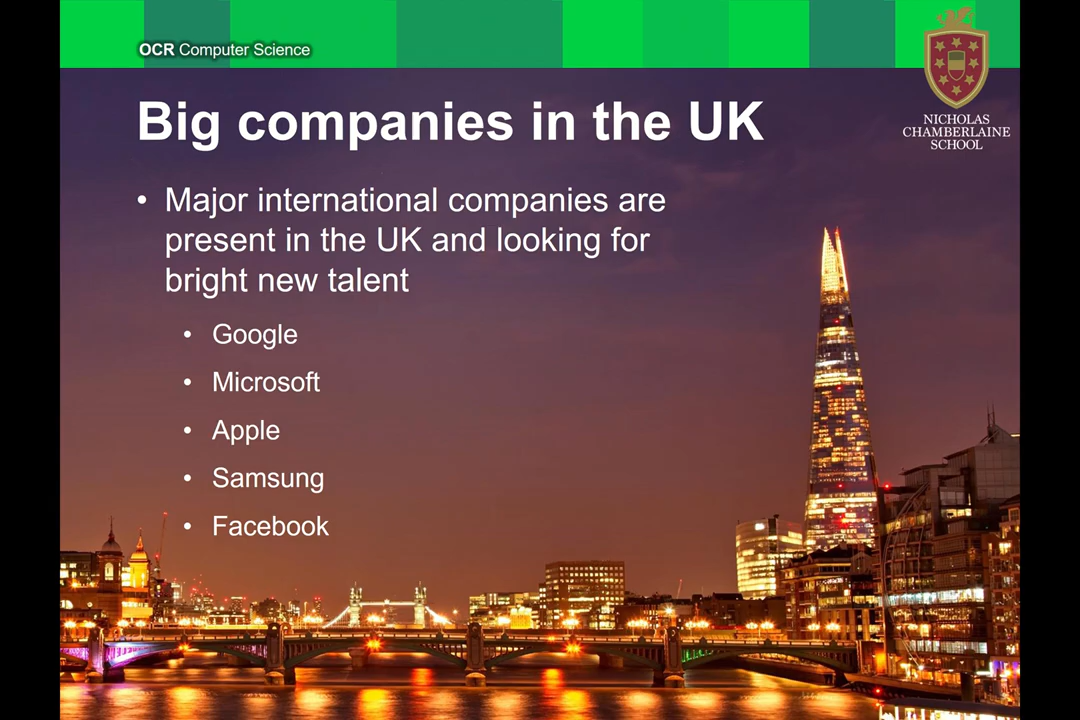 OCR Computer Science
NICHOLAS
CHAMBERLAINE
SCHOOL
Big companies in the UK
• Major international companies are
present in the UK and looking for
bright new talent
• Google
• Microsoft
• Apple
• Samsung
• Facebook